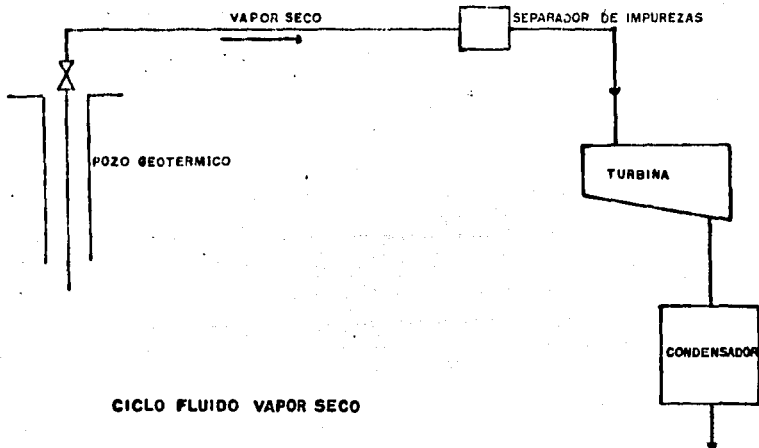 VAPOR SECO
SEPARADOR DE IMPUREZAS
POZO GEOTERMICO
TURBINA
CONDENSADOR
CICLO FLUIDO VAPOR SECO